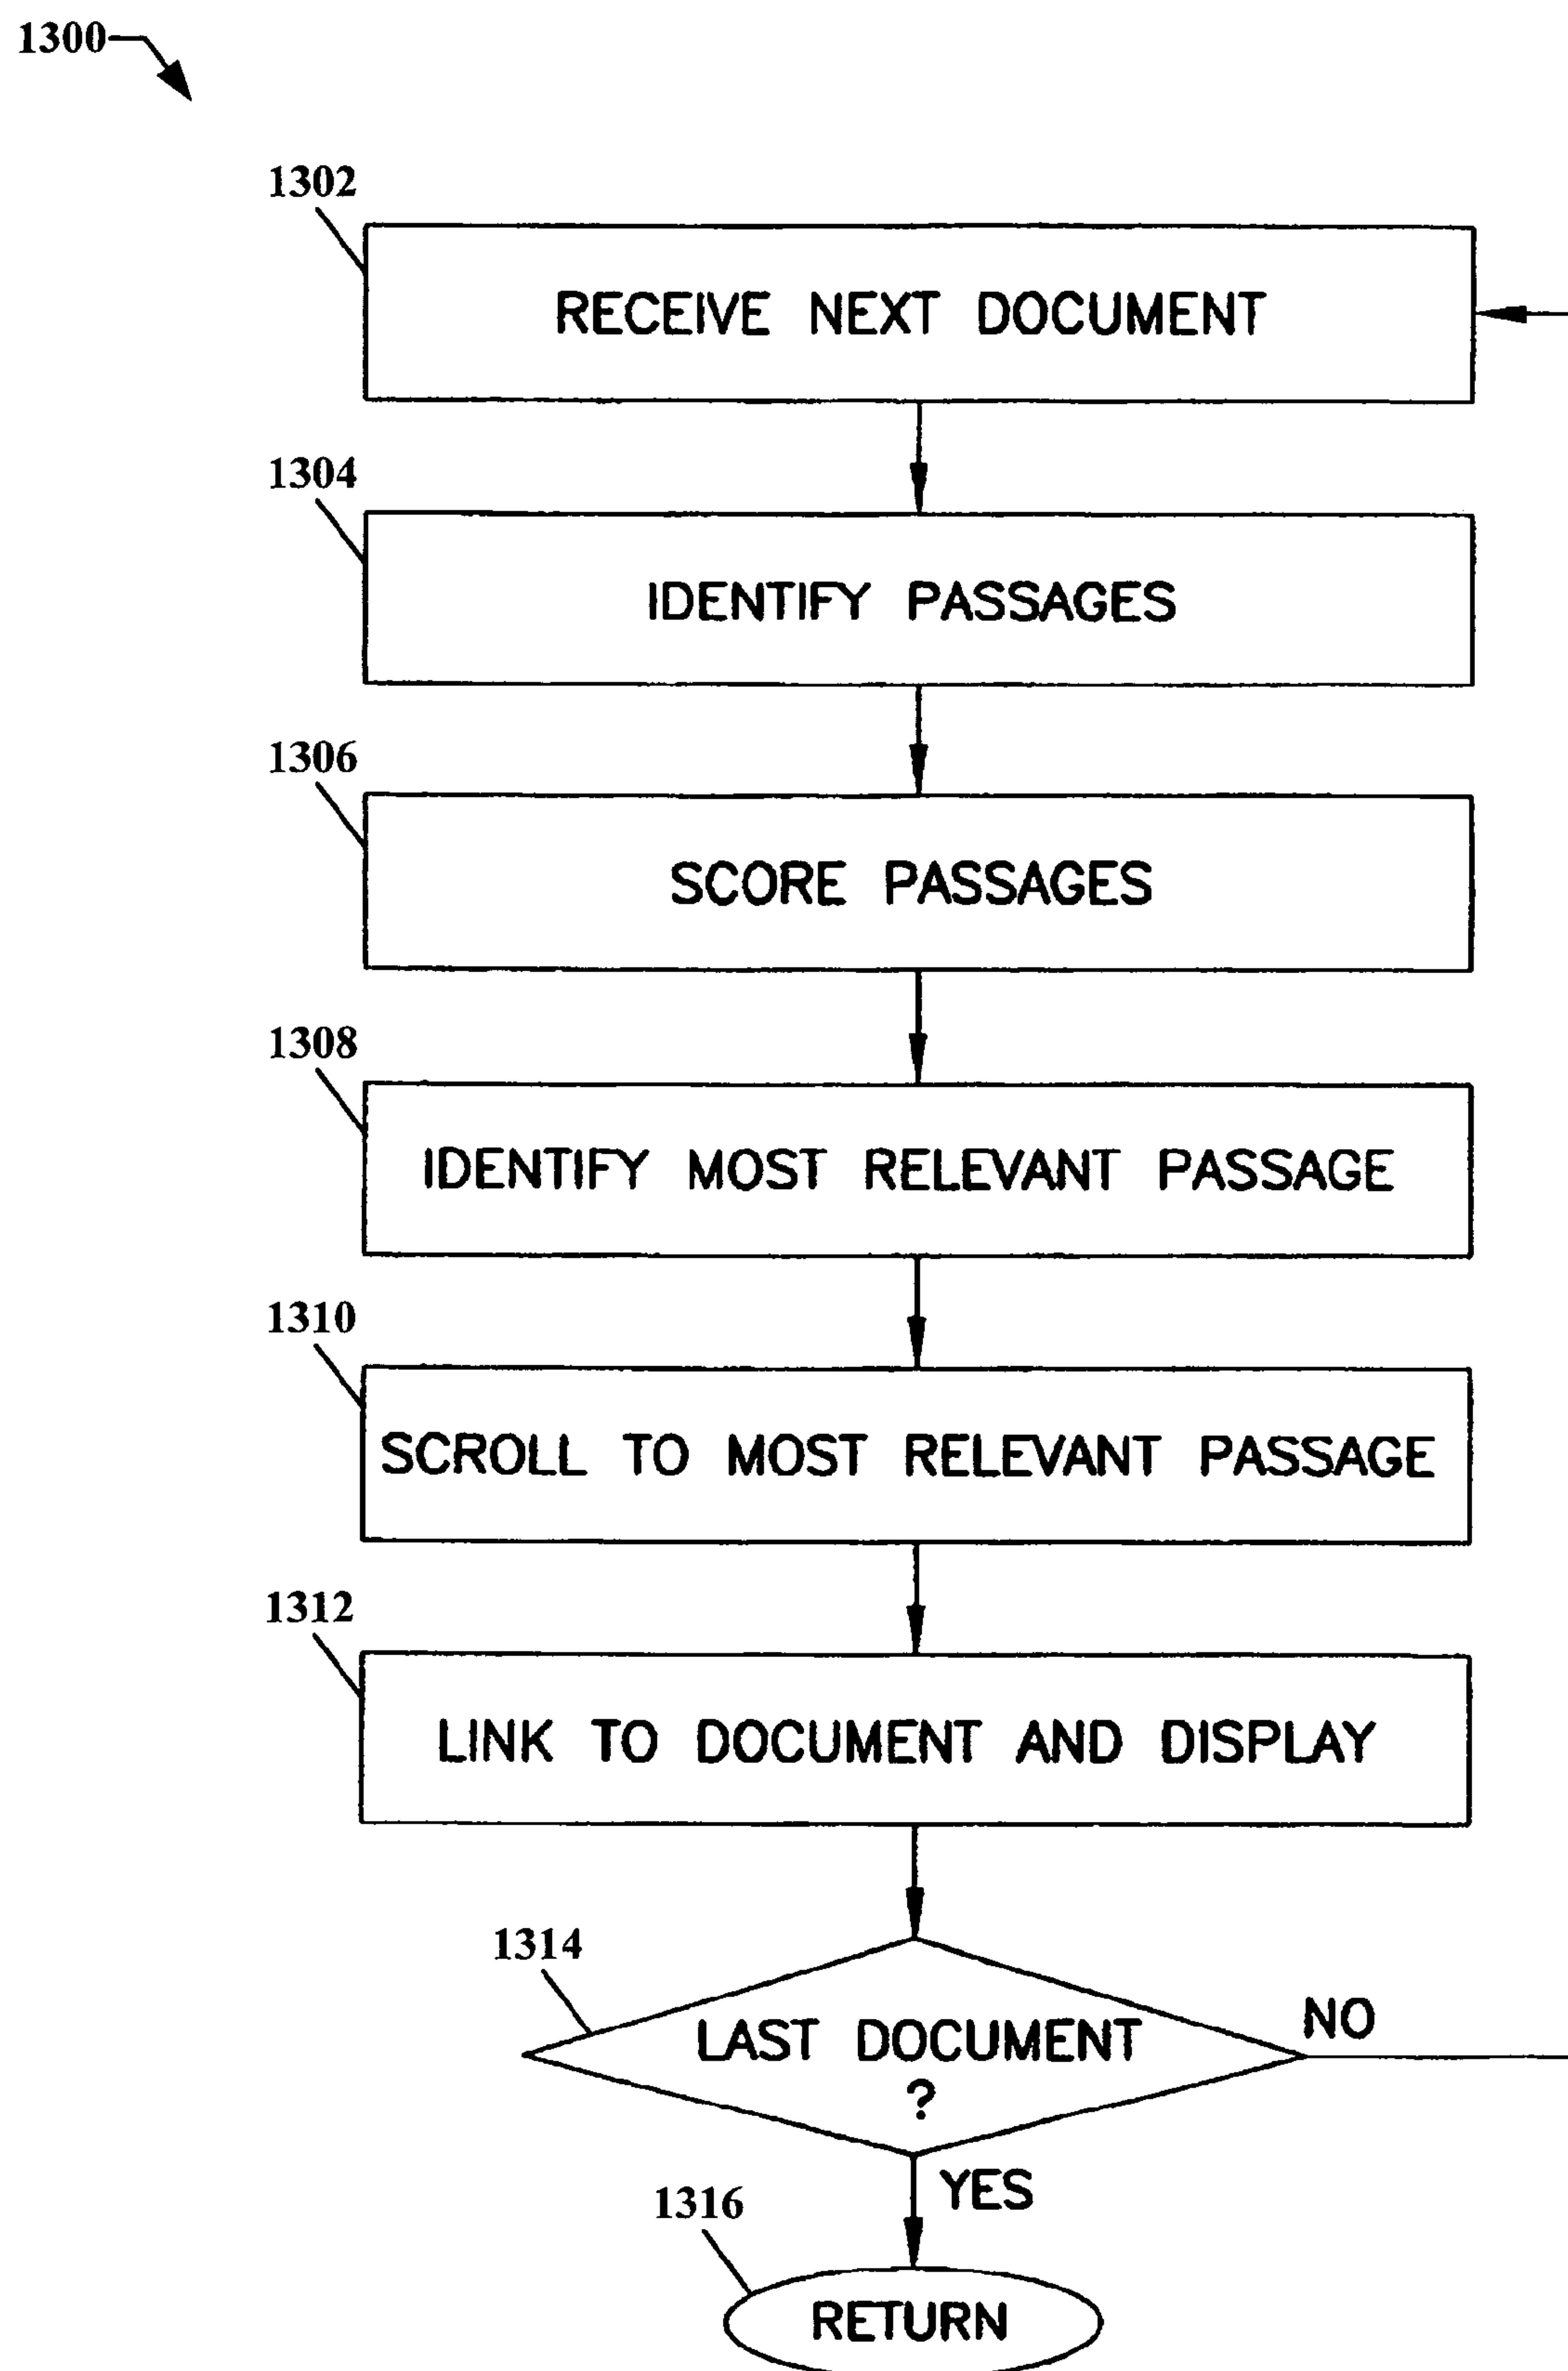 1300
1302
RECEIVE NEXT DOCUMENT
1304
IDENTIFY PASSAGES
1306
SCORE PASSAGES
1308
IDENTIFY MOST RELEVANT PASSAGE
1310
SCROLL TO MOST RELEVANT PASSAGE
1312
LINK TO DOCUMENT AND DISPLAY
1314
LAST DOCUMENT
?
NO
YES
1316
RETURN